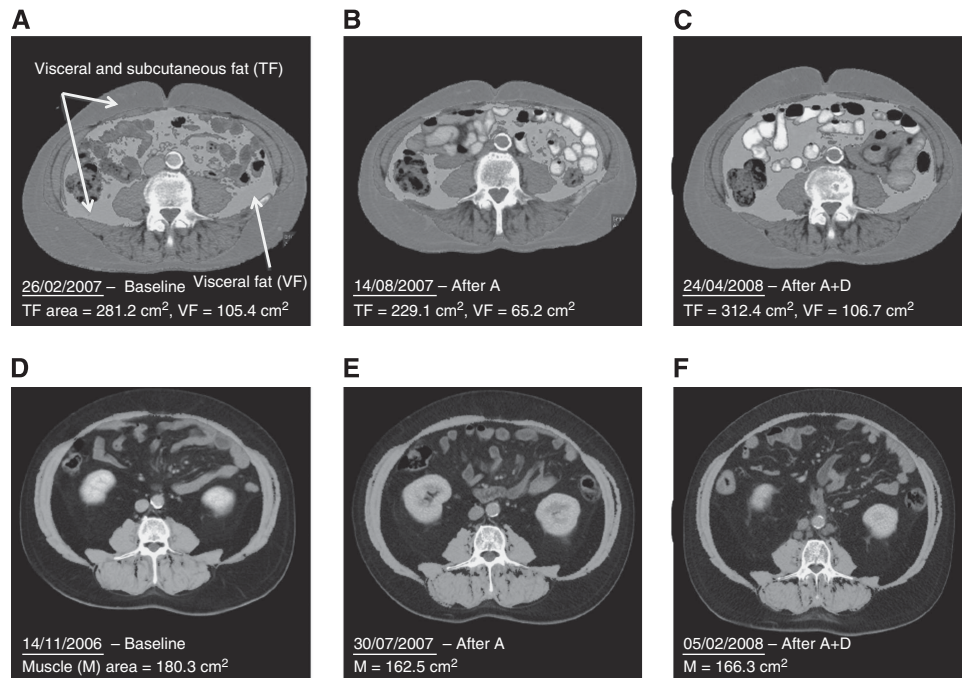 A
B
C
Visceral and subcutaneous fat (TF)
Visceral fat (VF)
26/02/2007 – Baseline
TF area = 281.2 cm², VF = 105.4 cm²
14/08/2007 – After A
TF = 229.1 cm², VF = 65.2 cm²
24/04/2008 – After A+D
TF = 312.4 cm², VF = 106.7 cm²
D
E
F
14/11/2006 – Baseline
Muscle (M) area = 180.3 cm²
30/07/2007 – After A
M = 162.5 cm²
05/02/2008 – After A+D
M = 166.3 cm²